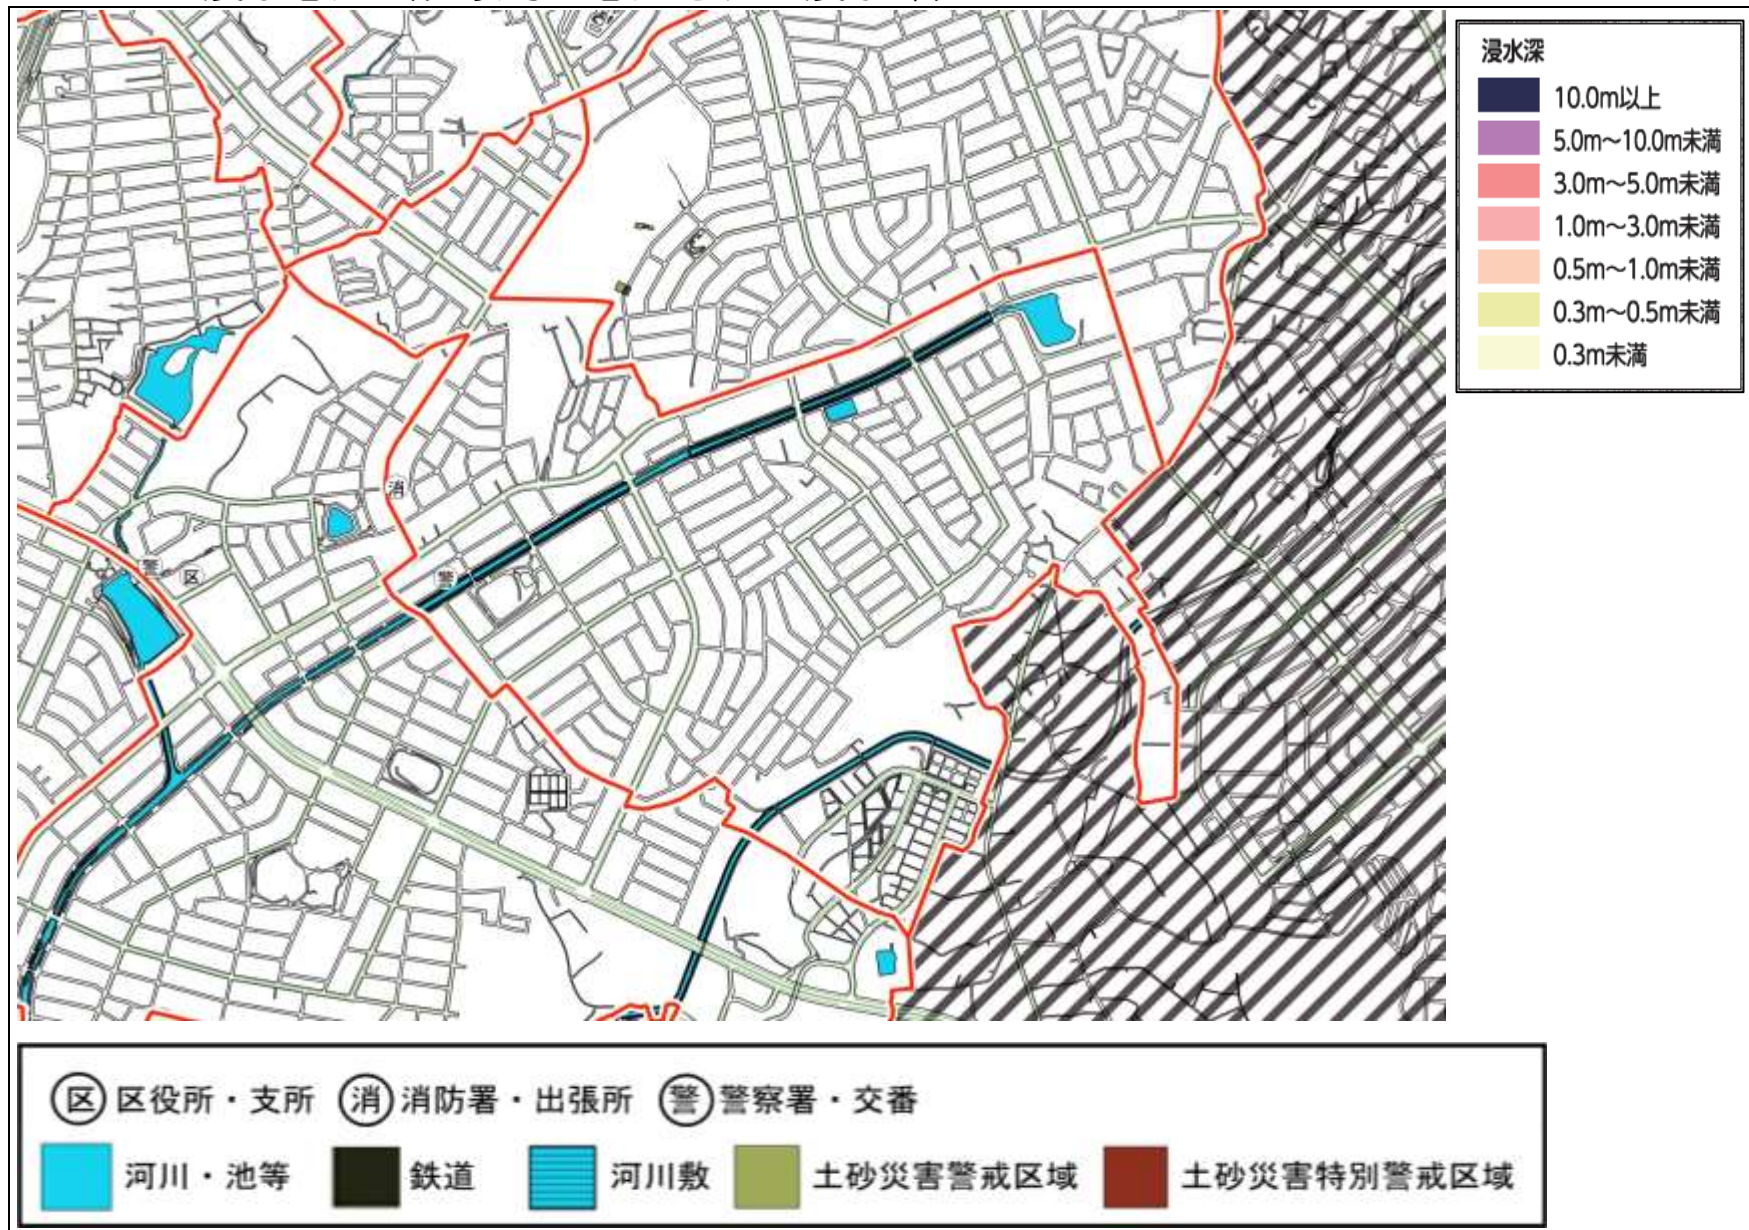 浸水深
10.0m以上
5.0m～10.0m未満
3.0m～5.0m未満
1.0m～3.0m未満
0.5m～1.0m未満
0.3m～0.5m未満
0.3m未満
消
警
区
警
区 区役所・支所 消 消防署・出張所 警 警察署・交番
河川・池等 鉄道 河川敷 土砂災害警戒区域 土砂災害特別警戒区域